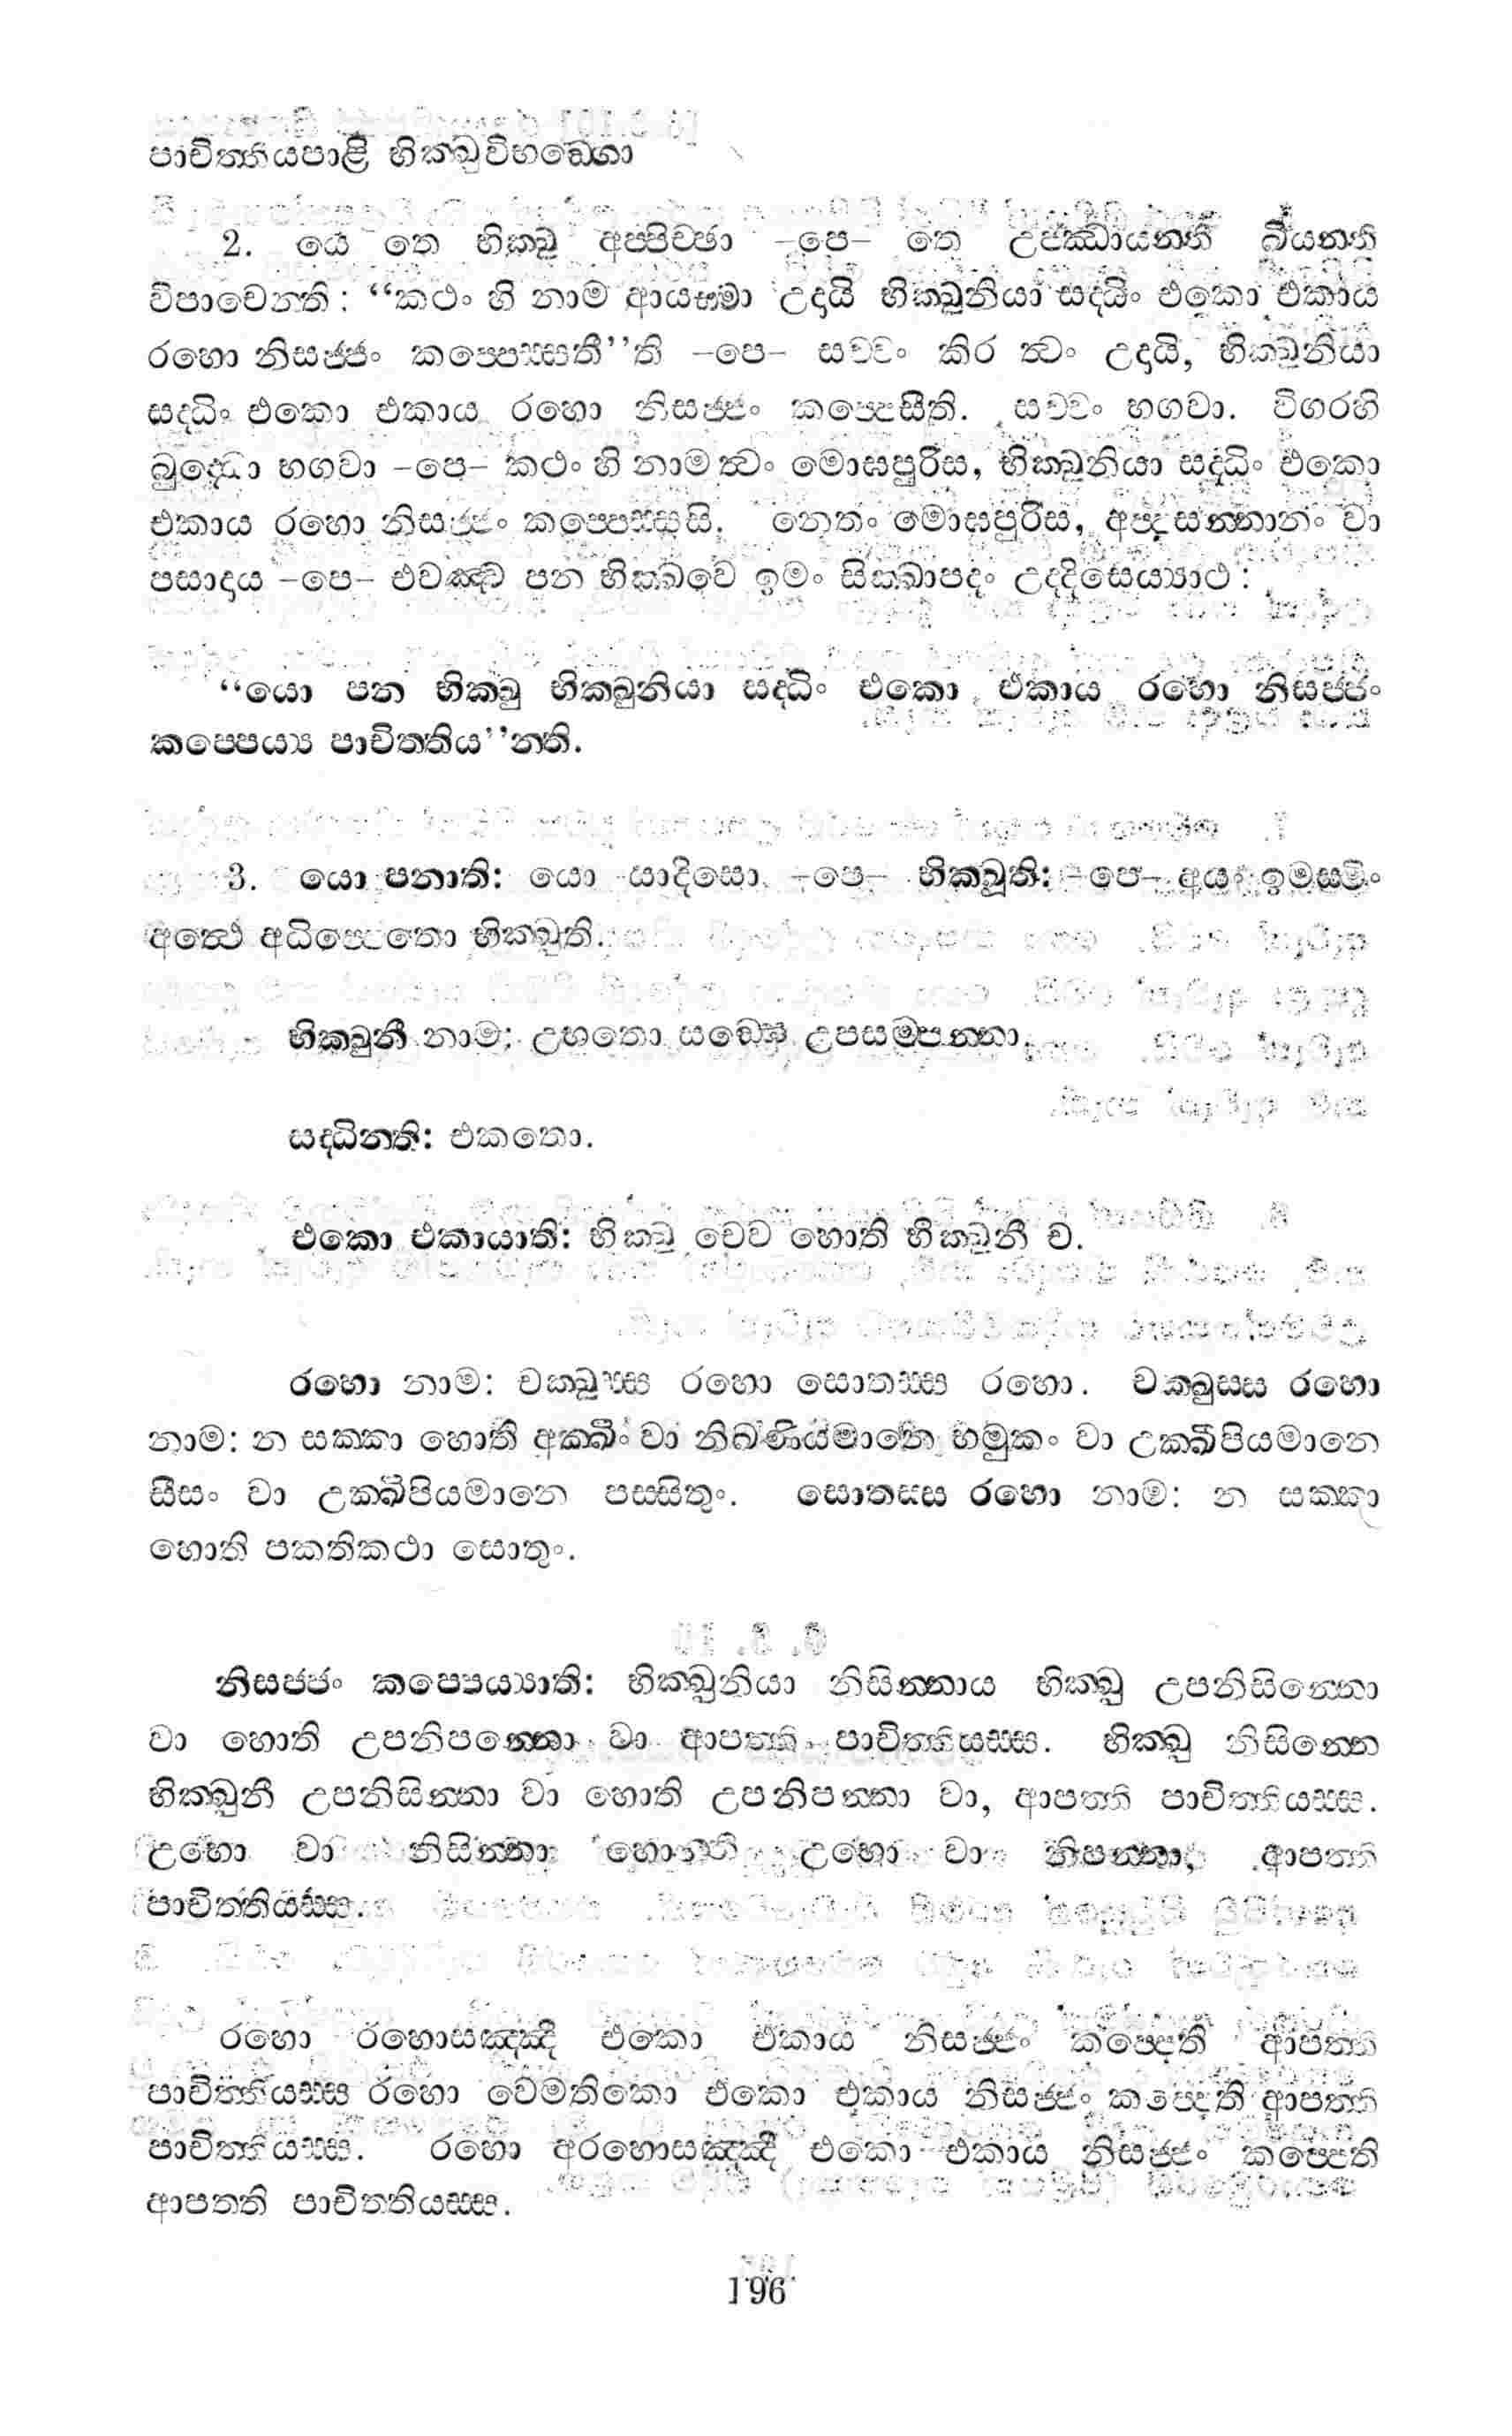 පාචිත්තියපාළි භික්ඛුවිභඞ්ගො
2. යෙ තෙ භික්ඛූ අප්පිච්ඡා –පෙ– තෙ උජ්ඣායන්ති ඛීයන්ති
විපාචෙන්ති: “කථං හි නාම ආයස්මා උදායි භික්ඛුනියා සද්ධිං එකො එකාය
රහො නිසජ්ජං කප්පෙස්සතී”ති –පෙ– සච්චං කිර ත්වං උදායි, භික්ඛුනියා
සද්ධිං එකො එකාය රහො නිසජ්ජං කප්පෙසීති. සච්චං භගවා. විගරහි
බුද්ධො භගවා –පෙ– කථං හි නාම ත්වං මොඝපුරිස, භික්ඛුනියා සද්ධිං එකො
එකාය රහො නිසජ්ජං කප්පෙස්සසි. නෙතං මොඝපුරිස, අප්පසන්නානං වා
පසාදාය –පෙ– එවඤ්ච පන භික්ඛවෙ ඉමං සික්ඛාපදං උද්දිසෙය්‍යාථ:
“යො පන භික්ඛු භික්ඛුනියා සද්ධිං එකො එකාය රහො නිසජ්ජං
කප්පෙය්‍ය පාචිත්තිය”න්ති.
3. යො පනාති: යො යාදිසො –පෙ– භික්ඛූති: –පෙ– අයං ඉමස්මිං
අත්ථෙ අධිප්පෙතො භික්ඛූති.
භික්ඛුනී නාම: උභතො සඞ්ඝෙ උපසම්පන්නා.
සද්ධින්ති: එකතො.
එකො එකායාති: භික්ඛු චෙව හොති භික්ඛුනී ච.
රහො නාම: චක්ඛුස්ස රහො සොතස්ස රහො. චක්ඛුස්ස රහො
නාම: න සක්කා හොති අක්ඛිං වා නිඛණියමානෙ භමුකං වා උක්ඛිපියමානෙ
සීසං වා උක්ඛිපියමානෙ පස්සිතුං. සොතස්ස රහො නාම: න සක්කා
හොති පකතිකථා සොතුං.
නිසජ්ජං කප්පෙය්‍යාති: භික්ඛුනියා නිසින්නාය භික්ඛු උපනිසින්නො
වා හොති උපනිපන්නො වා ආපත්ති පාචිත්තියස්ස. භික්ඛු නිසින්නෙ
භික්ඛුනී උපනිසින්නා වා හොති උපනිපන්නා වා, ආපත්ති පාචිත්තියස්ස.
උභො වා නිසින්නා හොන්ති උභො වා නිපන්නා, ආපත්ති
පාචිත්තියස්ස.
රහො රහොසඤ්ඤී එකො එකාය නිසජ්ජං කප්පෙති ආපත්ති
පාචිත්තියස්ස රහො වෙමතිකො එකො එකාය නිසජ්ජං කප්පෙති ආපත්ති
පාචිත්තියස්ස. රහො අරහොසඤ්ඤී එකො එකාය නිසජ්ජං කප්පෙති
ආපත්ති පාචිත්තියස්ස.
196